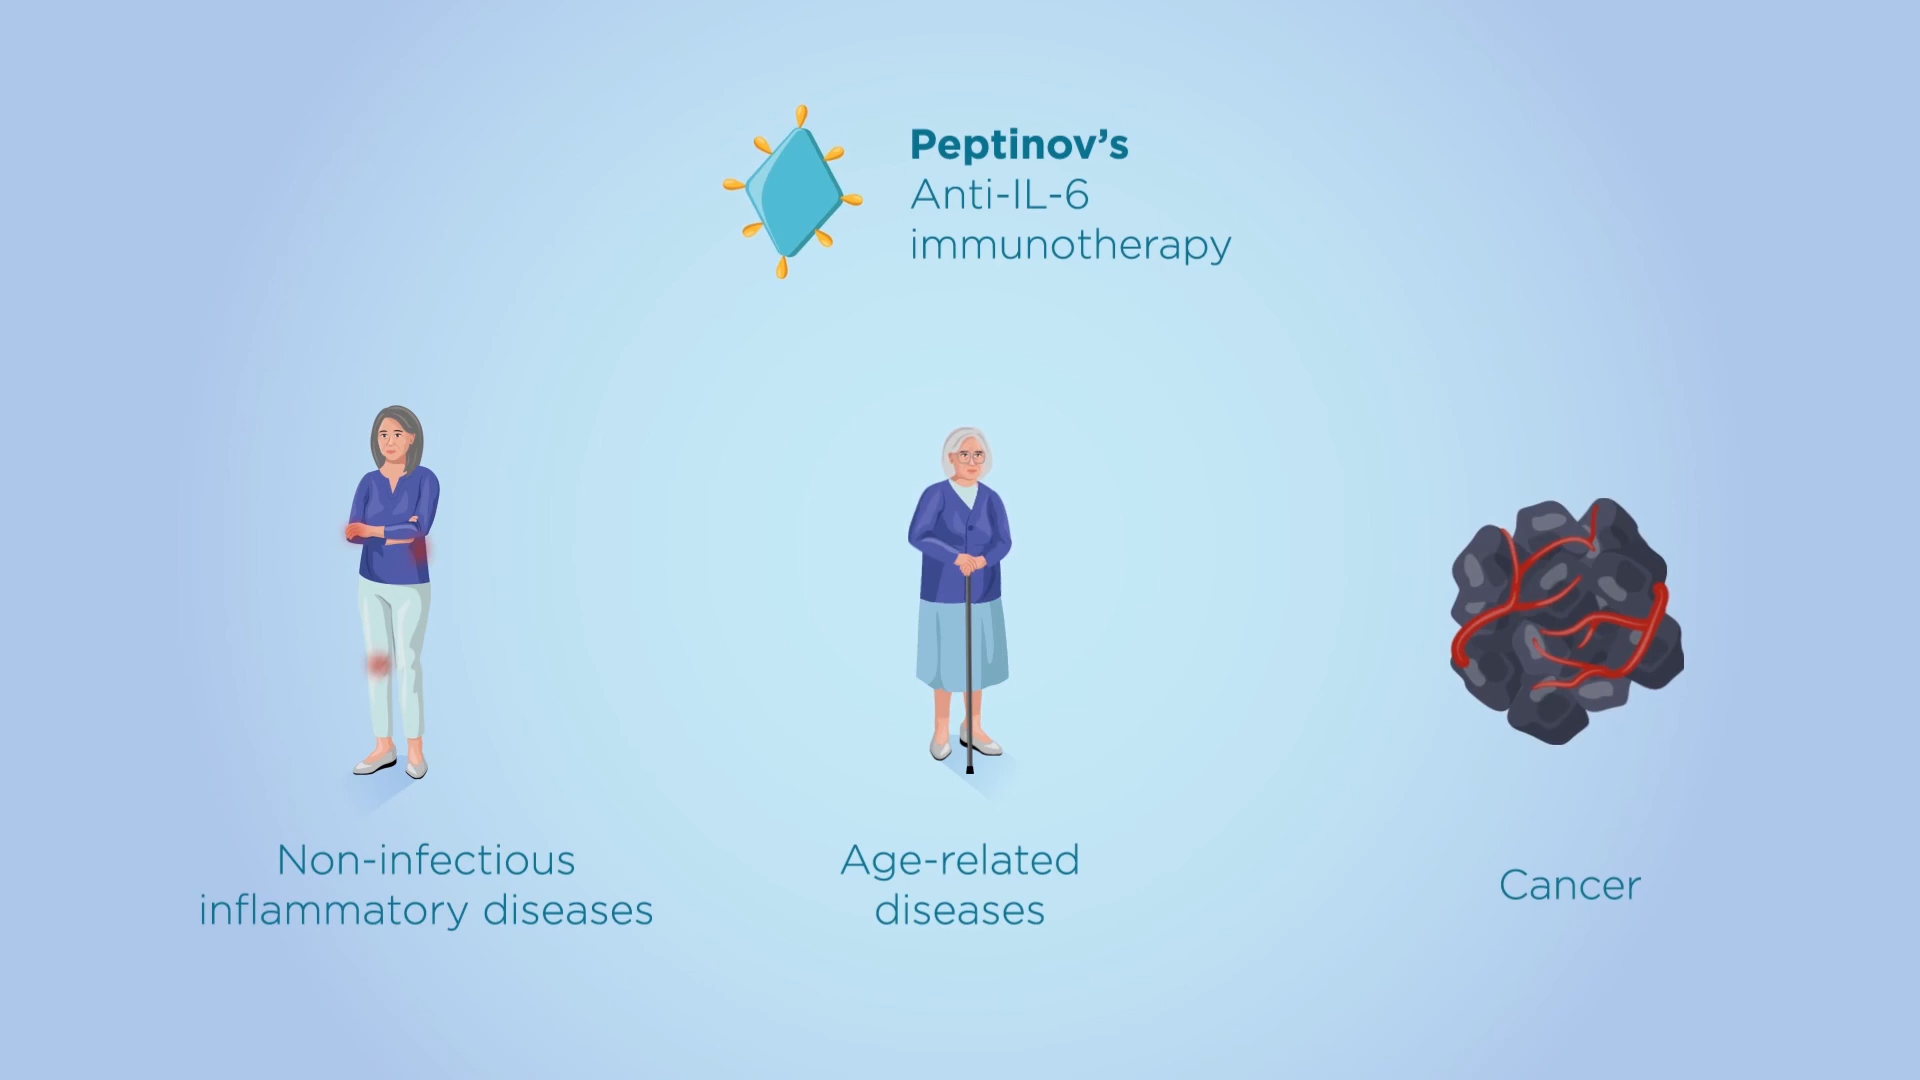 Peptinov’s
Anti-IL-6
immunotherapy
Non-infectious
inflammatory diseases
Age-related
diseases
Cancer